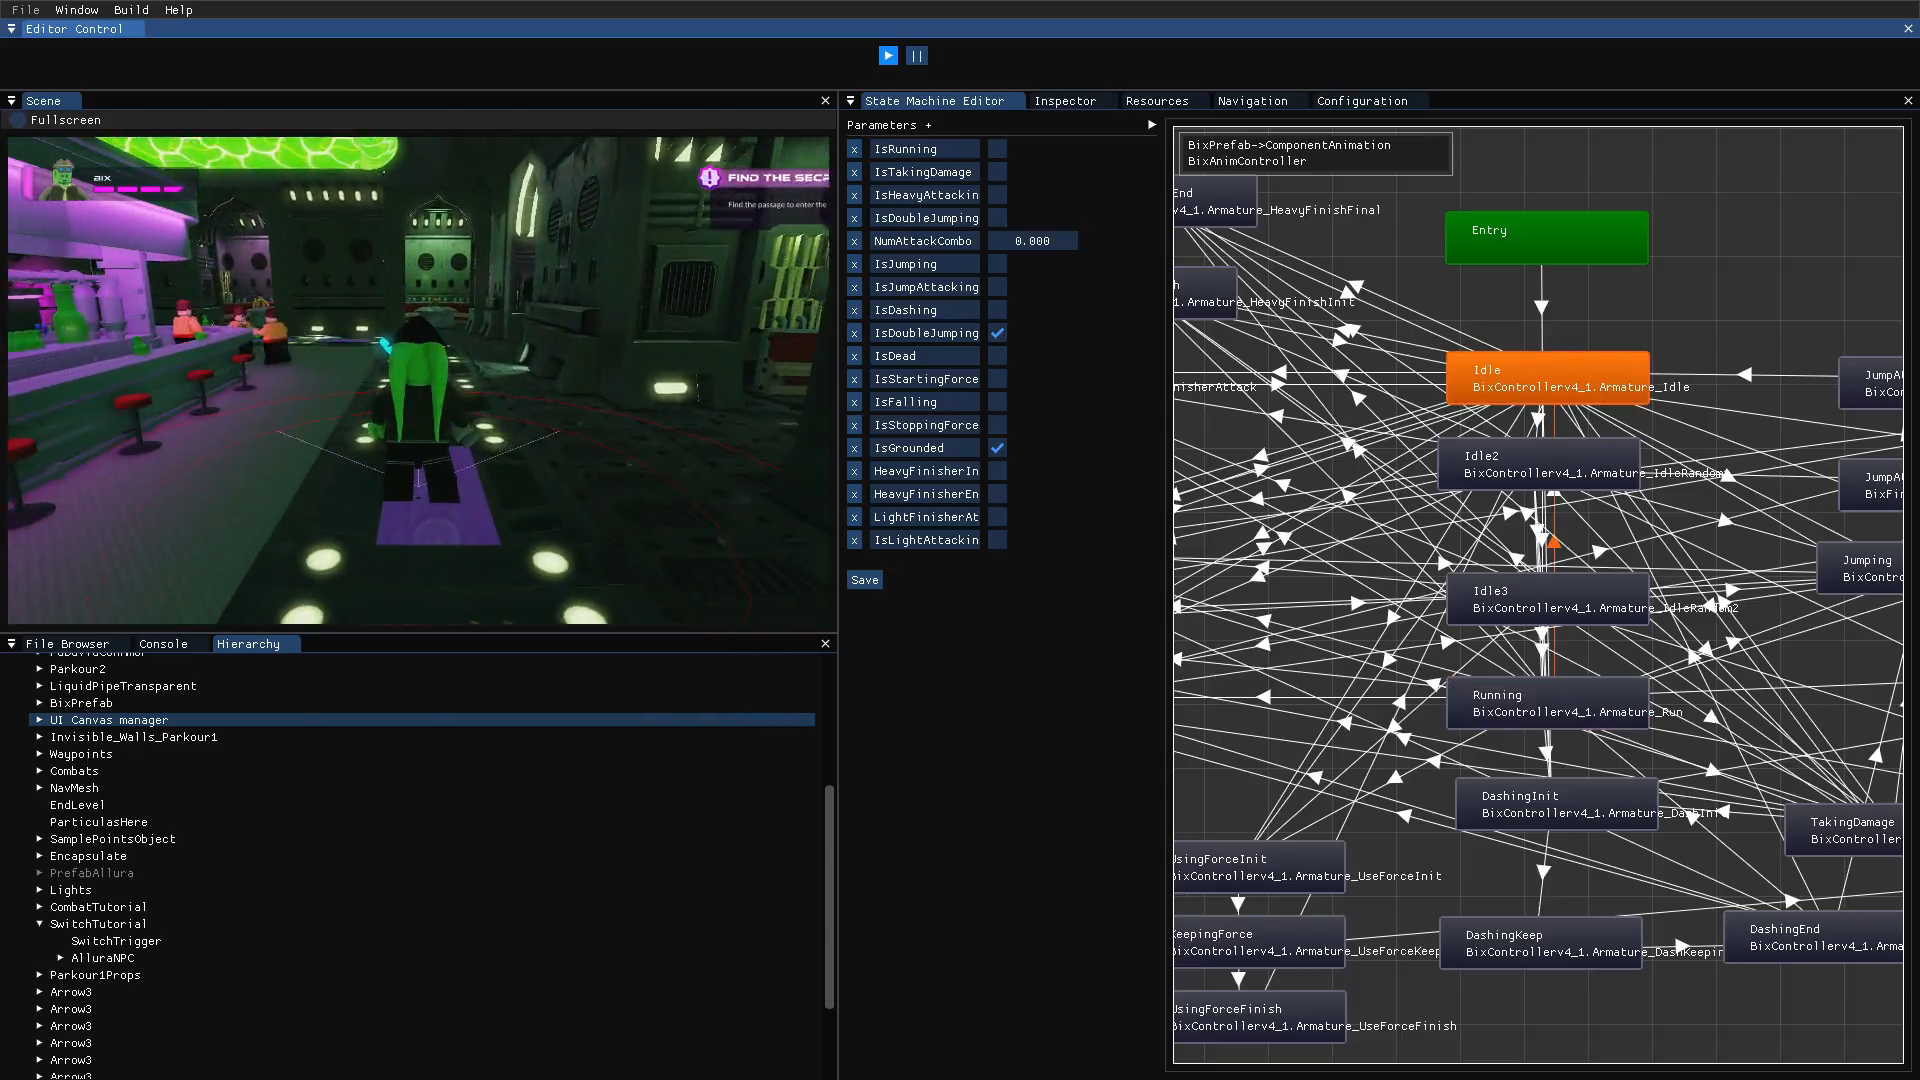 File Window Build Help
Editor Control
Scene
Fullscreen
BIX
FIND THE SECR
Find the passage to enter the
State Machine Editor Inspector Resources Navigation Configuration
Parameters +
x IsRunning
x IsTakingDamage
x IsHeavyAttackin
x IsDoubleJumping
x NumAttackCombo 0.000
x IsJumping
x IsJumpAttacking
x IsDashing
x IsDoubleJumping
x IsDead
x IsStartingForce
x IsFalling
x IsStoppingForce
x IsGrounded
x HeavyFinisherIn
x HeavyFinisherEn
x LightFinisherAt
x IsLightAttackin
Save
BixPrefab->ComponentAnimation
BixAnimController
End
v4_1.Armature_HeavyFinishFinal
Entry
h
1.Armature_HeavyFinishInit
Idle
BixControllerv4_1.Armature_Idle
nisherAttack
JumpA
BixCo
Idle2
BixControllerv4_1.Armature_IdleRandom
JumpA
BixFi
Jumping
BixContro
Idle3
BixControllerv4_1.Armature_IdleRandom2
Running
BixControllerv4_1.Armature_Run
DashingInit
BixControllerv4_1.Armature_DashInit
TakingDamage
BixController
UsingForceInit
BixControllerv4_1.Armature_UseForceInit
KeepingForce
BixControllerv4_1.Armature_UseForceKeep
DashingKeep
BixControllerv4_1.Armature_DashKeepin
DashingEnd
BixControllerv4_1.Arma
UsingForceFinish
BixControllerv4_1.Armature_UseForceFinish
File Browser Console Hierarchy
Parkour2
LiquidPipeTransparent
BixPrefab
UI Canvas manager
Invisible_Walls_Parkour1
Waypoints
Combats
NavMesh
EndLevel
ParticulasHere
SamplePointsObject
Encapsulate
PrefabAllura
Lights
CombatTutorial
SwitchTutorial
SwitchTrigger
AlluraNPC
Parkour1Props
Arrow3
Arrow3
Arrow3
Arrow3
Arrow3
Arrow3